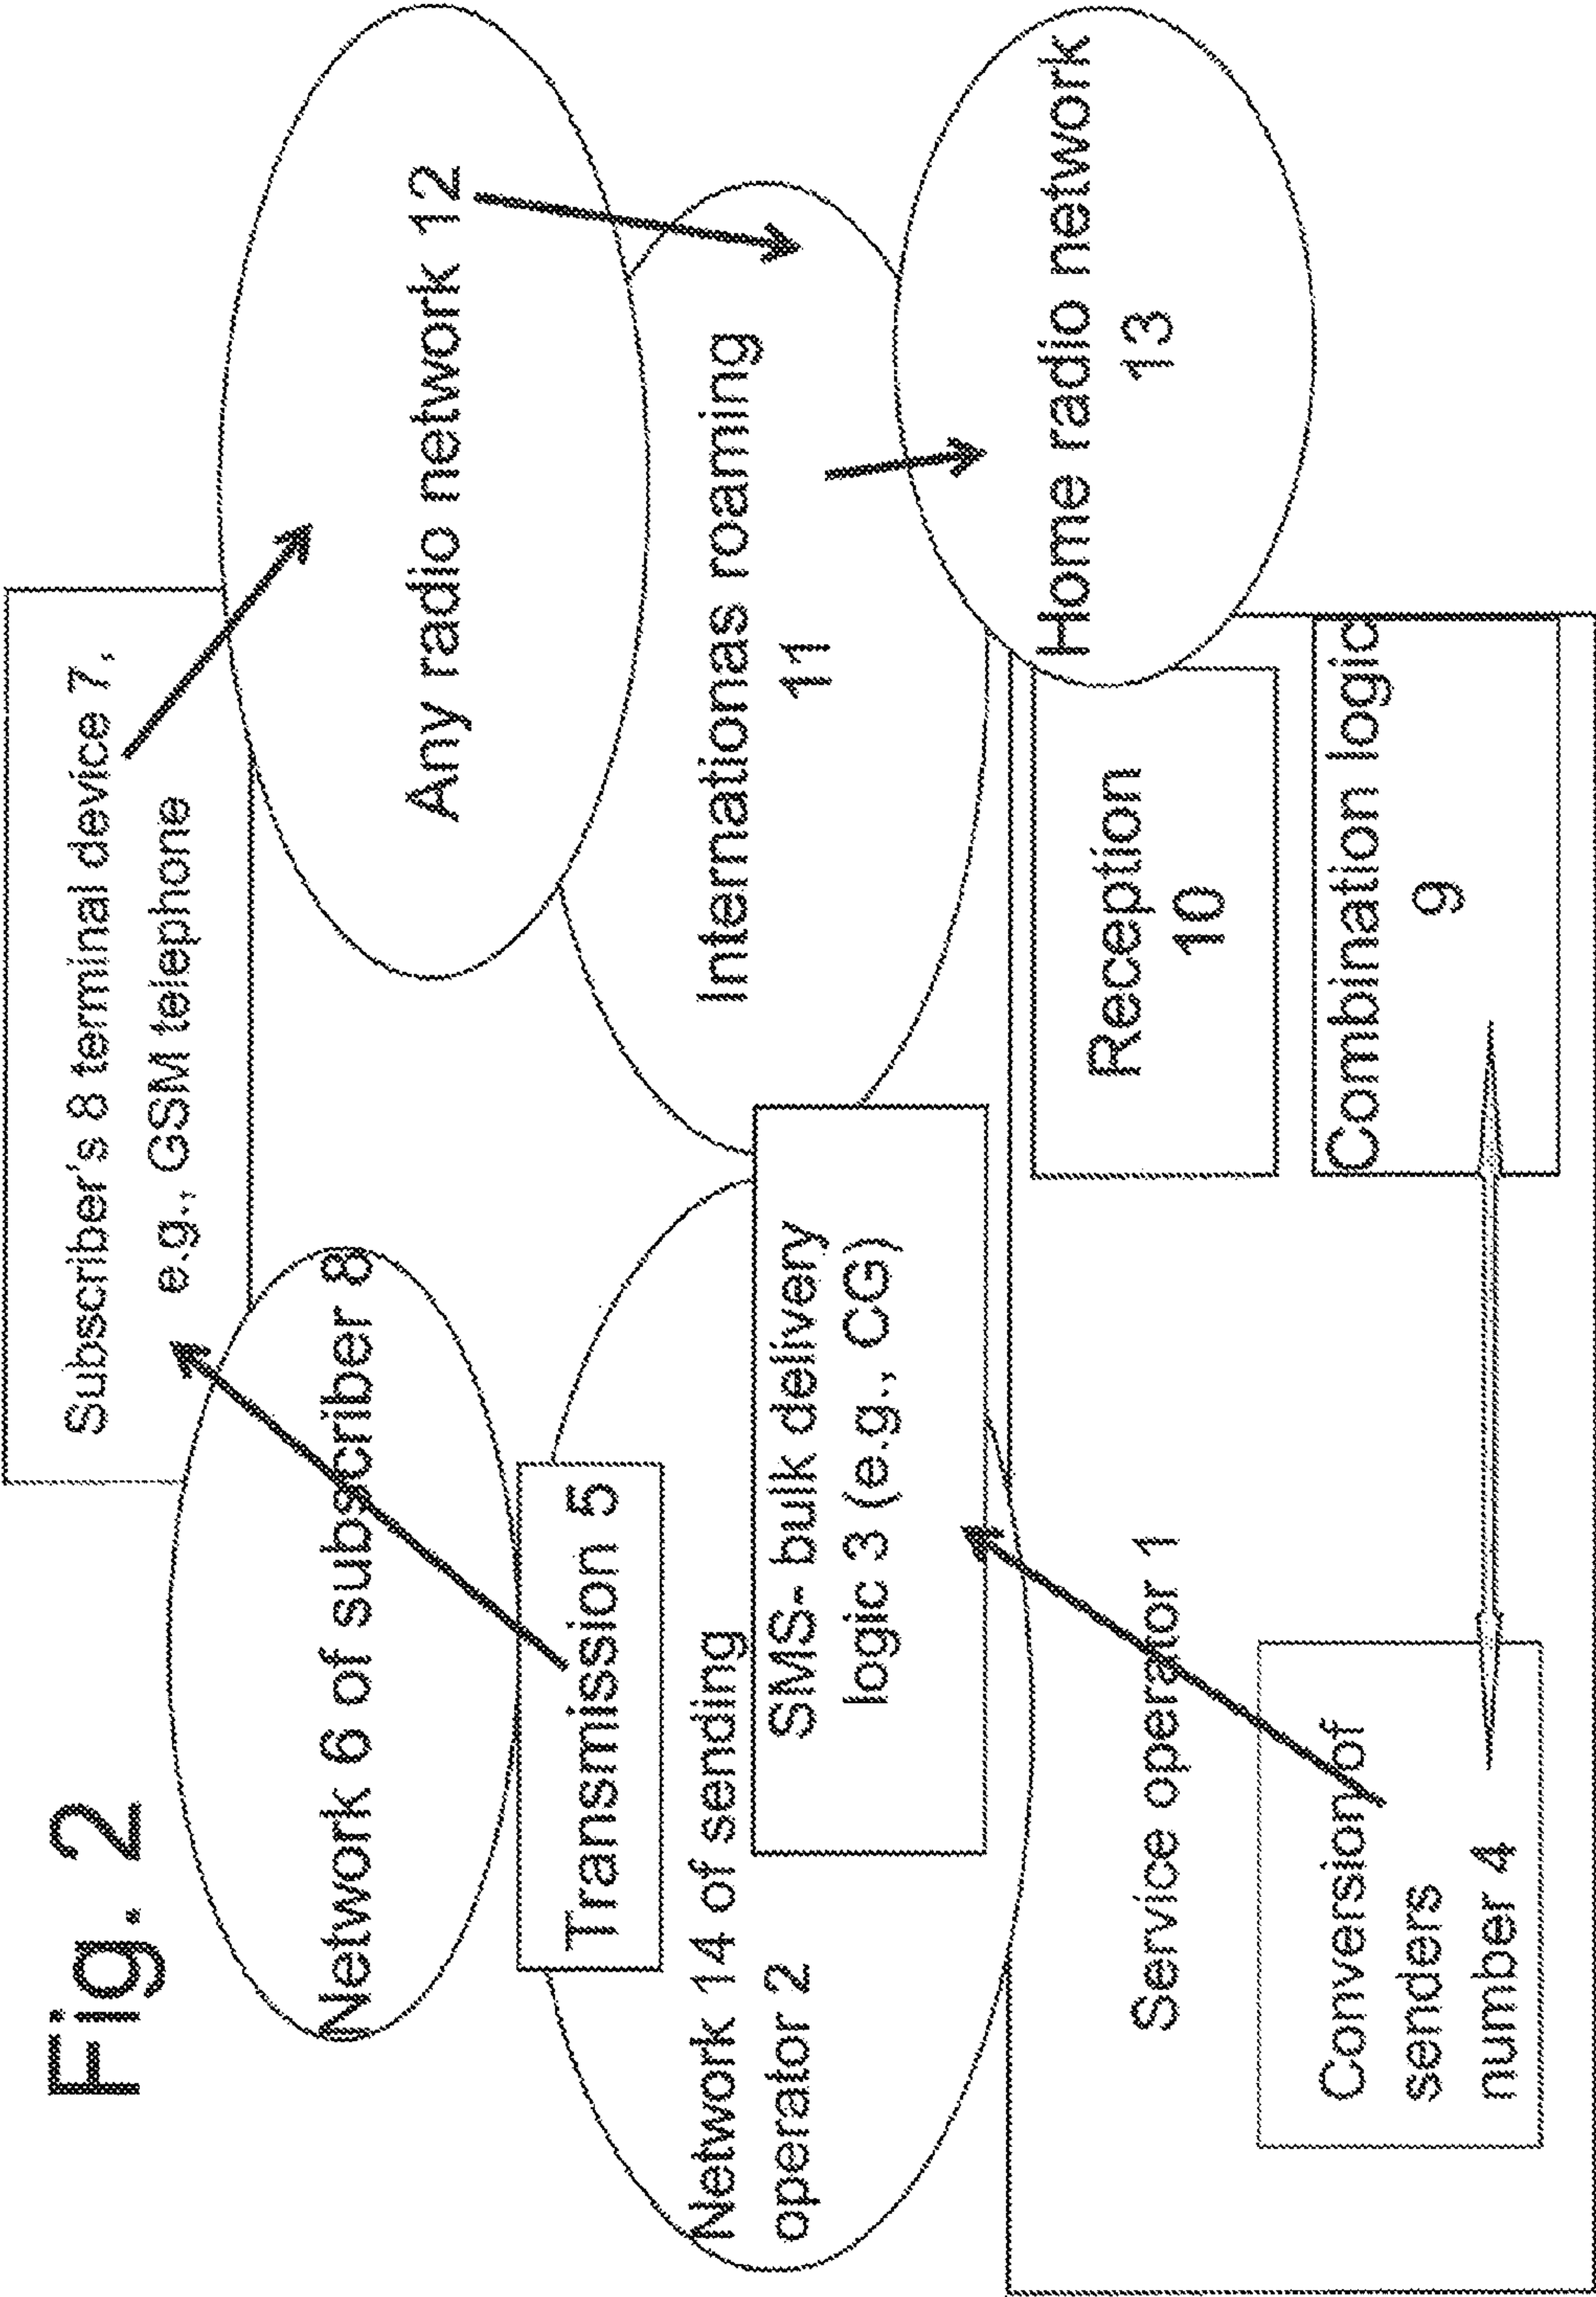 Fig. 2
Subscriber's 8 terminal device 7,
e.g., GSM telephone
Network 6 of subscriber 8
Any radio network 12
Transmission 5
Network 14 of sending
operator 2
SMS- bulk delivery
logic 3 (e.g., CG)
Internationas roaming
11
Home radio network
13
Service operator 1
Reception
10
Conversion of
senders
number 4
Combination logic
9